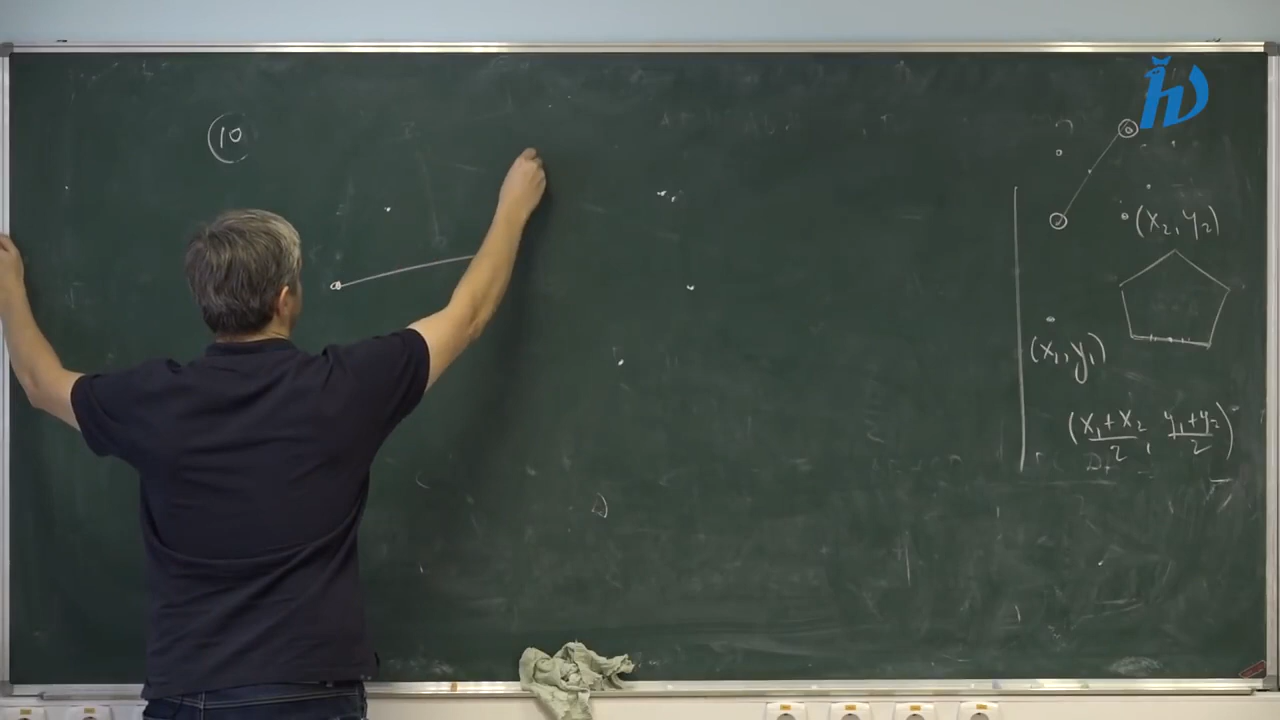 10
(x₂, y₂)
(x₁, y₁)
(x₁+x₂/2, y₁+y₂/2)